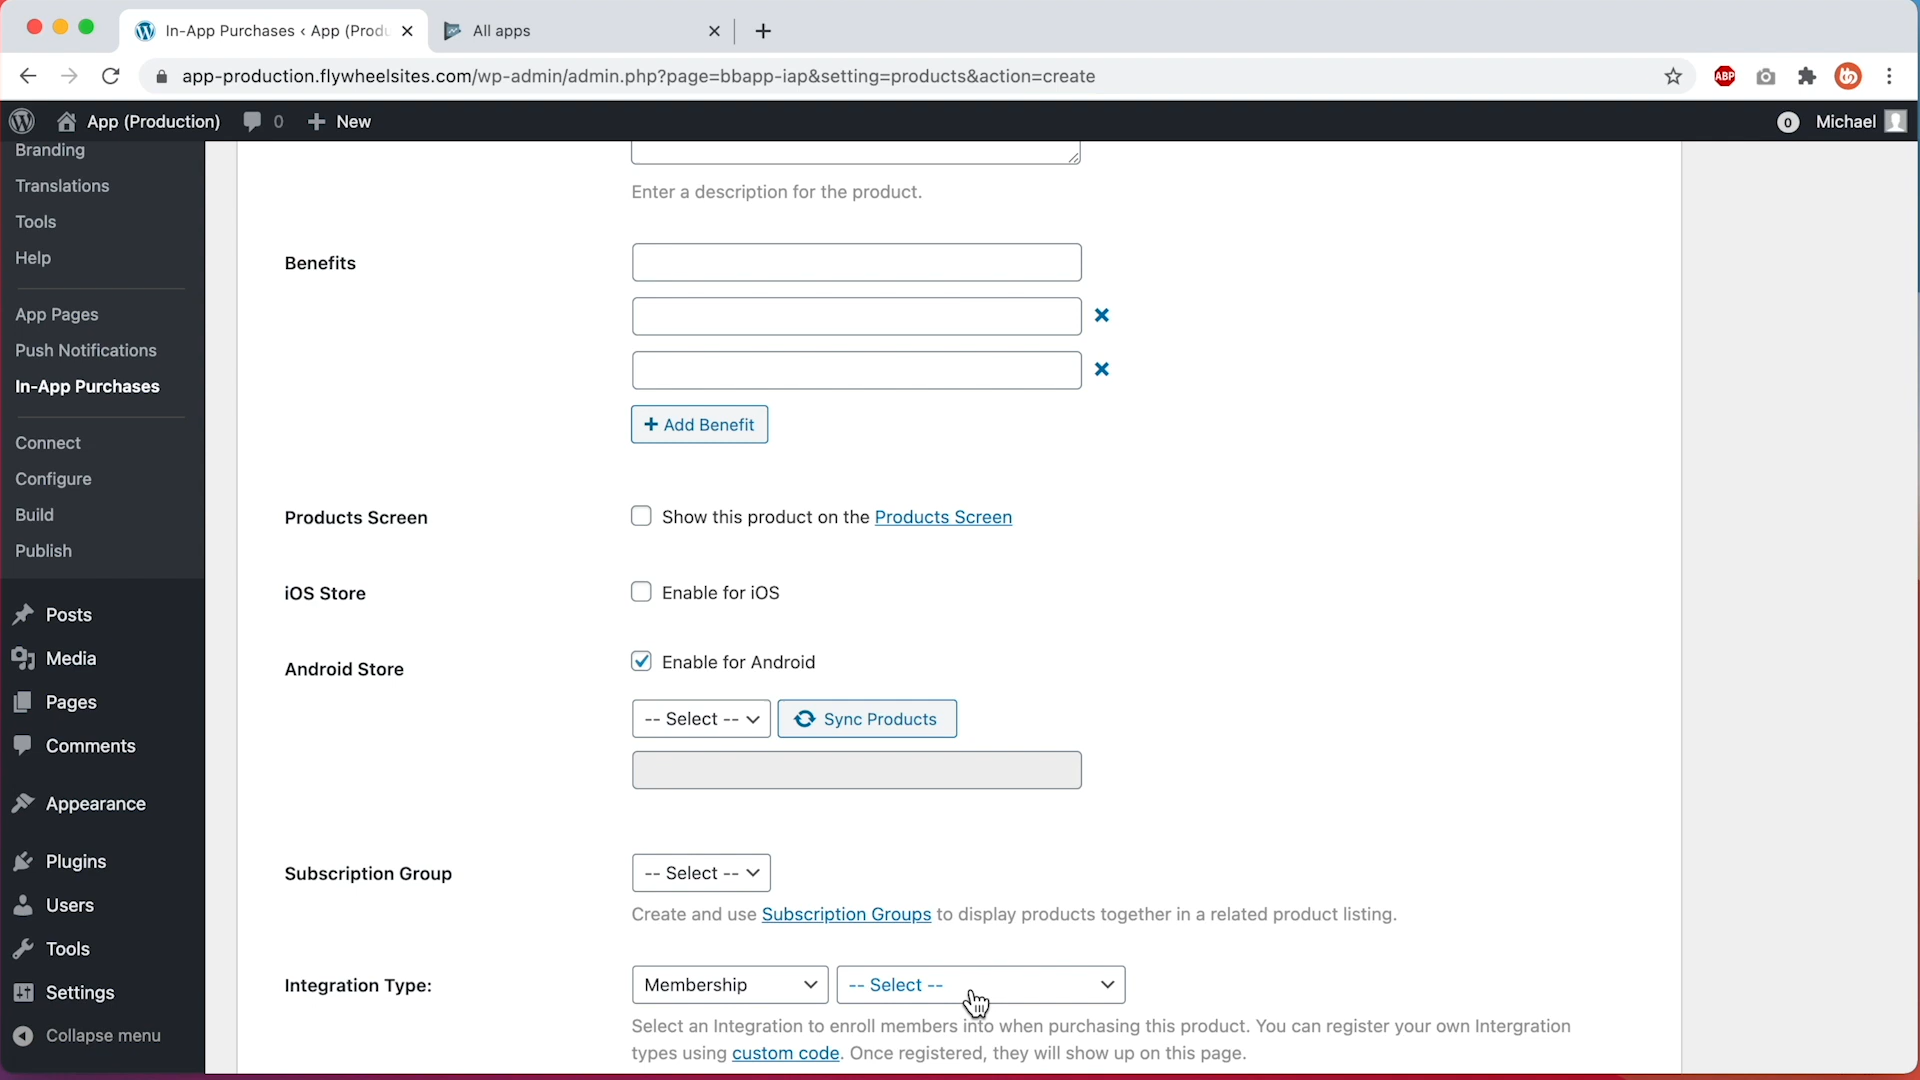 In-App Purchases ‹ App (Produ
All apps
app-production.flywheelsites.com/wp-admin/admin.php?page=bbapp-iap&setting=products&action=create
ABP
App (Production)
0
New
0
Michael
Branding
Translations
Tools
Help
App Pages
Push Notifications
In-App Purchases
Connect
Configure
Build
Publish
Posts
Media
Pages
Comments
Appearance
Plugins
Users
Tools
Settings
Collapse menu
Enter a description for the product.
Benefits
Add Benefit
Products Screen
Show this product on the Products Screen
iOS Store
Enable for iOS
Android Store
Enable for Android
-- Select --
Sync Products
Subscription Group
-- Select --
Create and use Subscription Groups to display products together in a related product listing.
Integration Type:
Membership
-- Select --
Select an Integration to enroll members into when purchasing this product. You can register your own Intergration
types using custom code. Once registered, they will show up on this page.